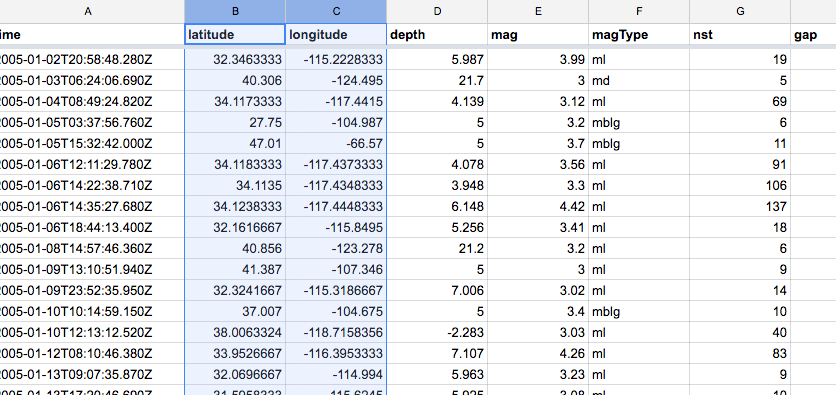 A B C D E F G
ime latitude longitude depth mag magType nst gap
005-01-02T20:58:48.280Z 32.3463333 -115.2228333 5.987 3.99 ml 19
005-01-03T06:24:06.690Z 40.306 -124.495 21.7 3 md 5
005-01-04T08:49:24.820Z 34.1173333 -117.4415 4.139 3.12 ml 69
005-01-05T03:37:56.760Z 27.75 -104.987 5 3.2 mblg 6
005-01-05T15:32:42.000Z 47.01 -66.57 5 3.7 mblg 11
005-01-06T12:11:29.780Z 34.1183333 -117.4373333 4.078 3.56 ml 91
005-01-06T14:22:38.710Z 34.1135 -117.4348333 3.948 3.3 ml 106
005-01-06T14:35:27.680Z 34.1238333 -117.4448333 6.148 4.42 ml 137
005-01-06T18:44:13.400Z 32.1616667 -115.8495 5.256 3.41 ml 18
005-01-08T14:57:46.360Z 40.856 -123.278 21.2 3.2 ml 6
005-01-09T13:10:51.940Z 41.387 -107.346 5 3 ml 9
005-01-09T23:52:35.950Z 32.3241667 -115.3186667 7.006 3.02 ml 14
005-01-10T10:14:59.150Z 37.007 -104.675 5 3.4 mblg 10
005-01-10T12:13:12.520Z 38.0063324 -118.7158356 -2.283 3.03 ml 40
005-01-12T08:10:46.380Z 33.9526667 -116.3953333 7.107 4.26 ml 83
005-01-13T09:07:35.870Z 32.0696667 -114.994 5.963 3.23 ml 9